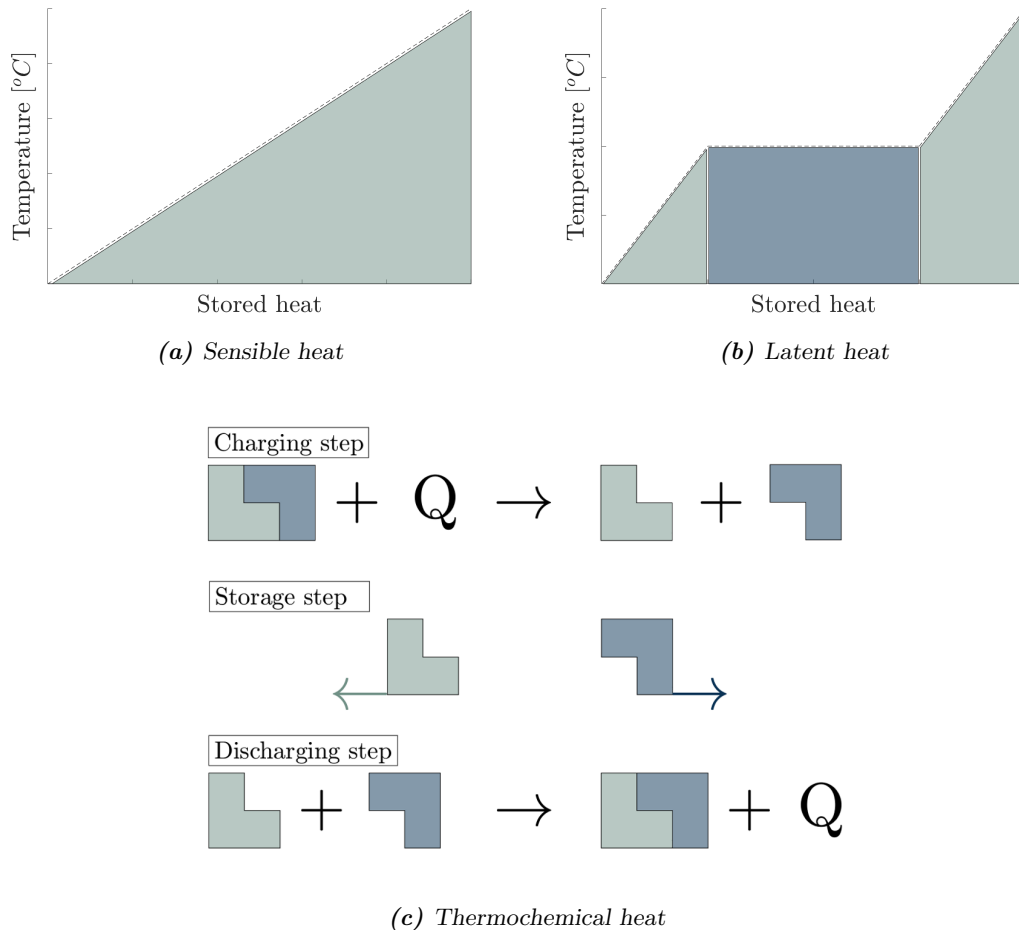 Temperature [°C]
Stored heat
(a) Sensible heat
Temperature [°C]
Stored heat
(b) Latent heat
Charging step
+ Q → +
Storage step
Discharging step
+ → + Q
(c) Thermochemical heat